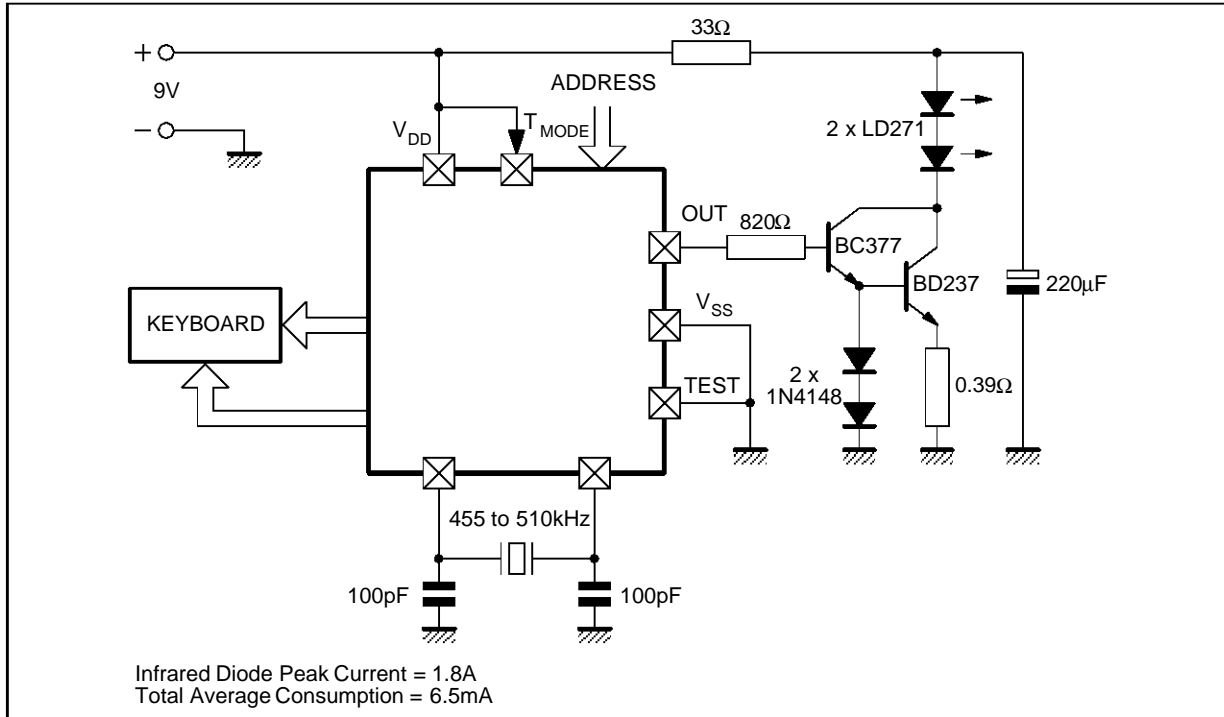 33Ω
+
9V
−
ADDRESS
V DD
T MODE
2 x LD271
OUT
820Ω
BC377
BD237
220µF
V SS
KEYBOARD
TEST
2 x
1N4148
0.39Ω
455 to 510kHz
100pF
100pF
Infrared Diode Peak Current = 1.8A
Total Average Consumption = 6.5mA